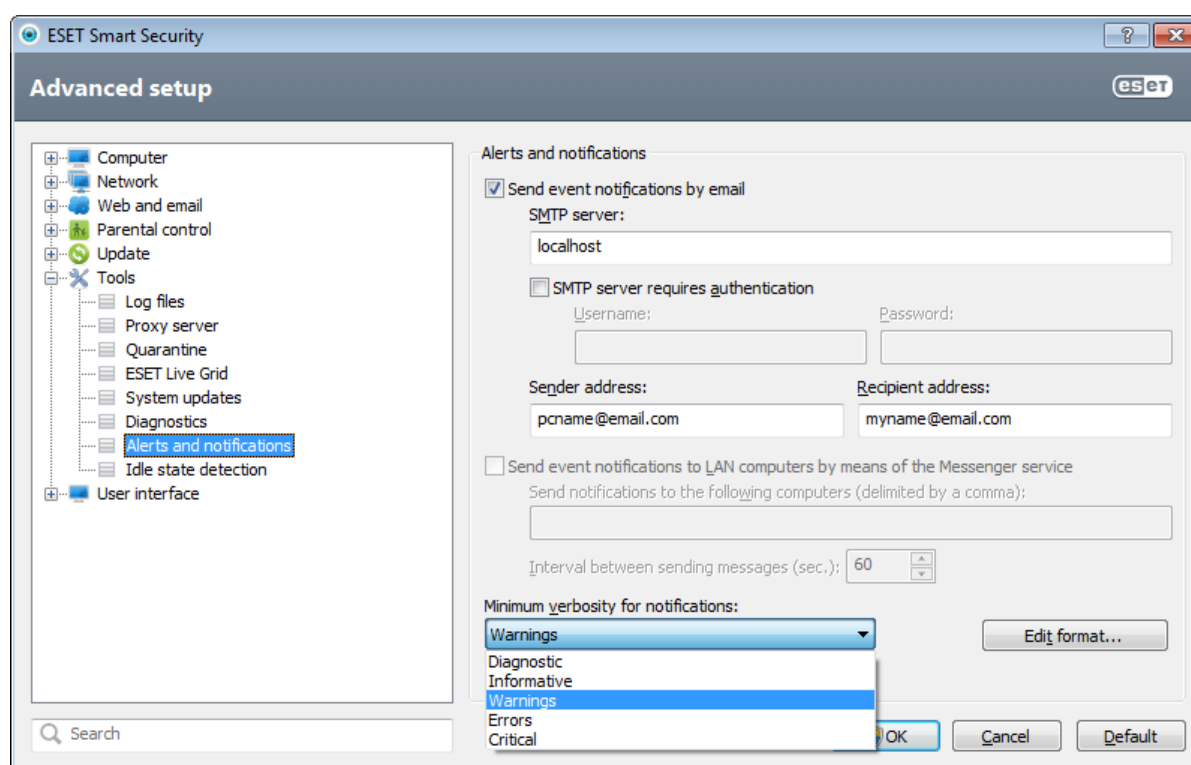 ESET Smart Security
?
Advanced setup
eset
Computer
Network
Web and email
Parental control
Update
Tools
Log files
Proxy server
Quarantine
ESET Live Grid
System updates
Diagnostics
Alerts and notifications
Idle state detection
User interface
Search
Alerts and notifications
Send event notifications by email
SMTP server:
localhost
SMTP server requires authentication
Username: Password:
Sender address: Recipient address:
pcname@email.com myname@email.com
Send event notifications to LAN computers by means of the Messenger service
Send notifications to the following computers (delimited by a comma):
Interval between sending messages (sec.): 60
Minimum verbosity for notifications:
Warnings Edit format...
Diagnostic
Informative
Warnings
Errors
Critical
OK Cancel Default